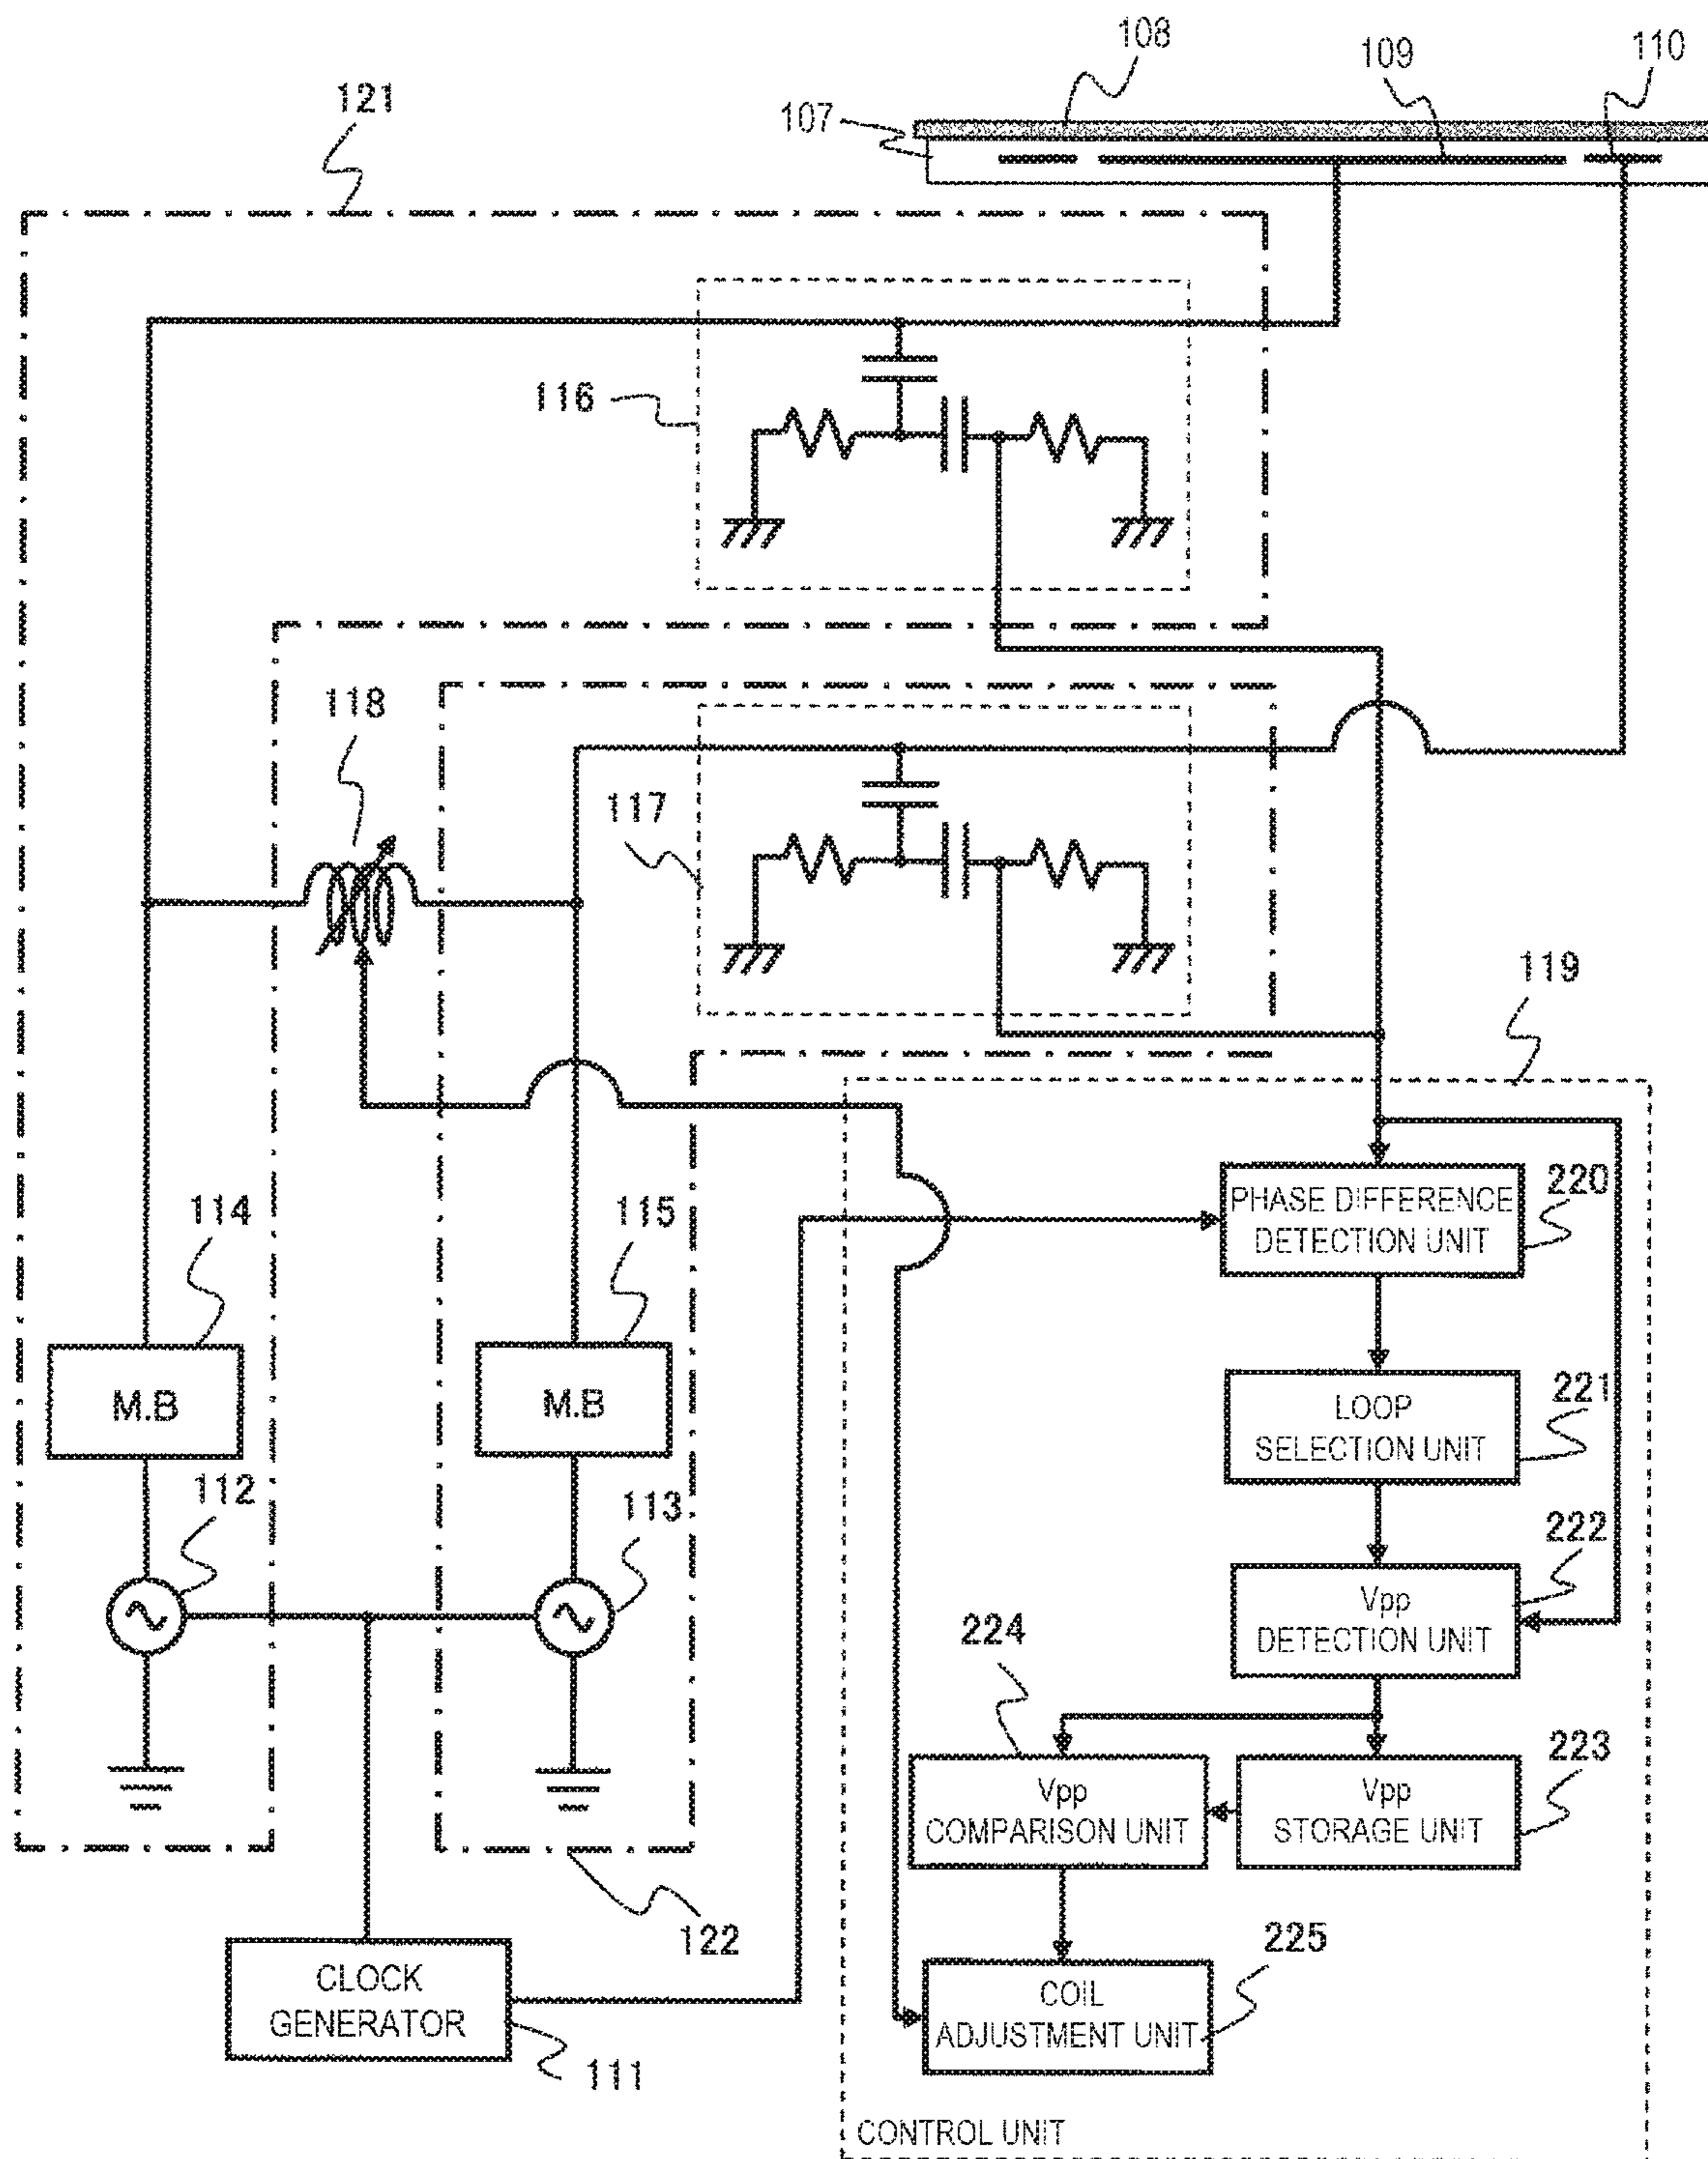 108
109
110
107
121
116
118
117
119
PHASE DIFFERENCE
DETECTION UNIT
220
114
115
M.B
M.B
LOOP
SELECTION UNIT
221
112
113
222
Vpp
DETECTION UNIT
224
223
Vpp
COMPARISON UNIT
Vpp
STORAGE UNIT
122
225
CLOCK
GENERATOR
111
COIL
ADJUSTMENT UNIT
CONTROL UNIT